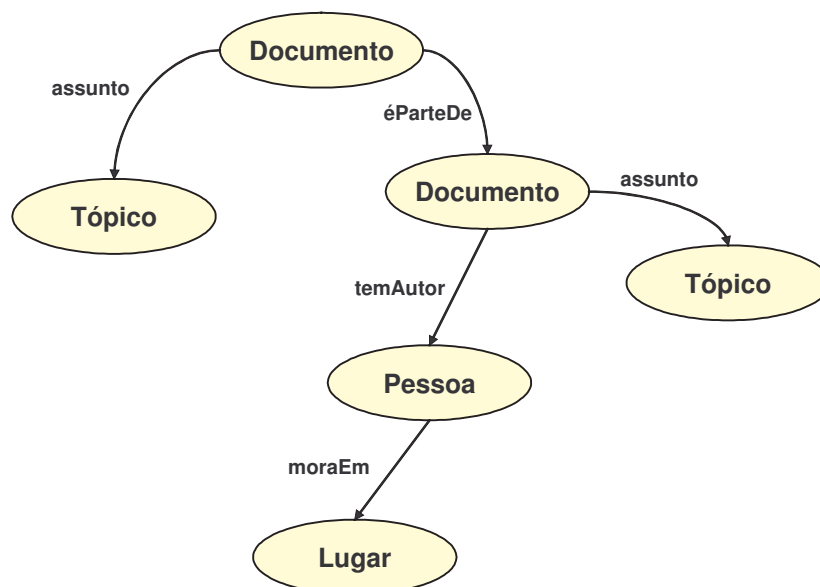 Documento
assunto
éParteDe
Documento
assunto
Tópico
Tópico
temAutor
Pessoa
moraEm
Lugar